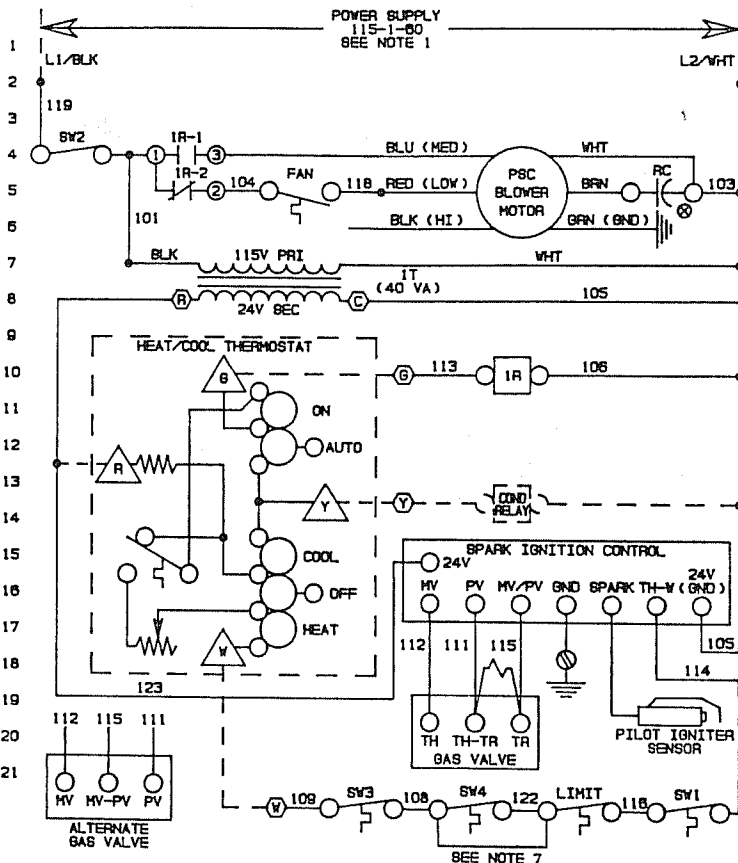 POWER SUPPLY
115-1-60
SEE NOTE 1
1
L1/BLK
L2/WHT
2
119
3
SW2
1R-1
4
1
3
BLU (MED)
WHT
PSC
BLOWER
MOTOR
RC
1R-2
5
2
104
FAN
118
RED (LOW)
BRN
103
101
6
BLK (HI)
GRN (GND)
7
BLK
115V PRI
WHT
1T
(40 VA)
8
R
24V SEC
C
105
9
HEAT/COOL THERMOSTAT
10
G
G
113
1R
106
11
ON
12
AUTO
R
13
Y
Y
COND
RELAY
14
SPARK IGNITION CONTROL
15
COOL
24V
16
OFF
MV
PV
MV/PV
GND
SPARK
TH-W
24V
(GND)
17
HEAT
W
112
111
115
105
18
114
123
19
112
115
111
TH
TH-TR
TR
GAS VALVE
PILOT IGNITER
SENSOR
20
21
MV
MV-PV
PV
ALTERNATE
GAS VALVE
W
109
SW3
108
SW4
122
LIMIT
116
SW1
SEE NOTE 7